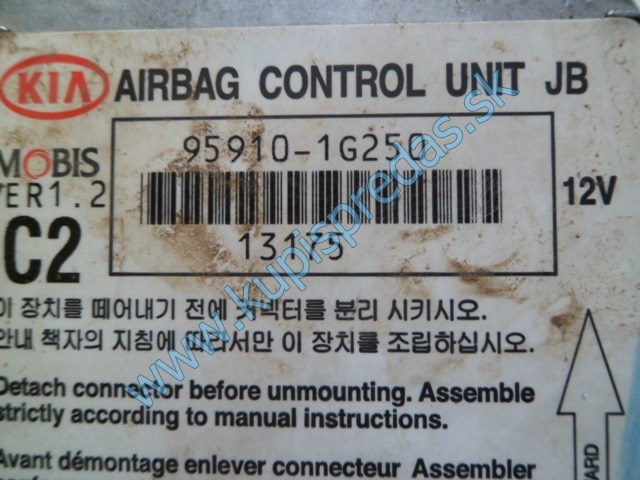 KIA AIRBAG CONTROL UNIT JB
MOBIS
VER1.2
C2
95910-1G250
13175
12V
이 장치를 떼어내기 전에 커넥터를 분리 시키시오.
안내 책자의 지침에 따라서만 이 장치를 조립하십시오.
Detach connector before unmounting. Assemble
strictly according to manual instructions.
Avant démontage enlever connecteur Assembler
www.kupispredas.sk